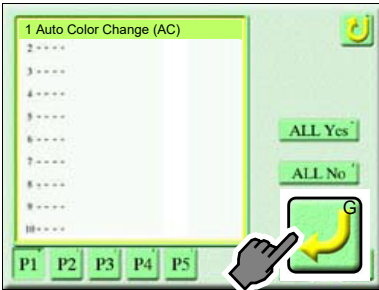 1 Auto Color Change (AC)
2 - - - -
3 - - - -
4 - - - -
5 - - - -
6 - - - -
7 - - - -
8 - - - -
9 - - - -
10 - - - -
ALL Yes
ALL No
G
P1 P2 P3 P4 P5